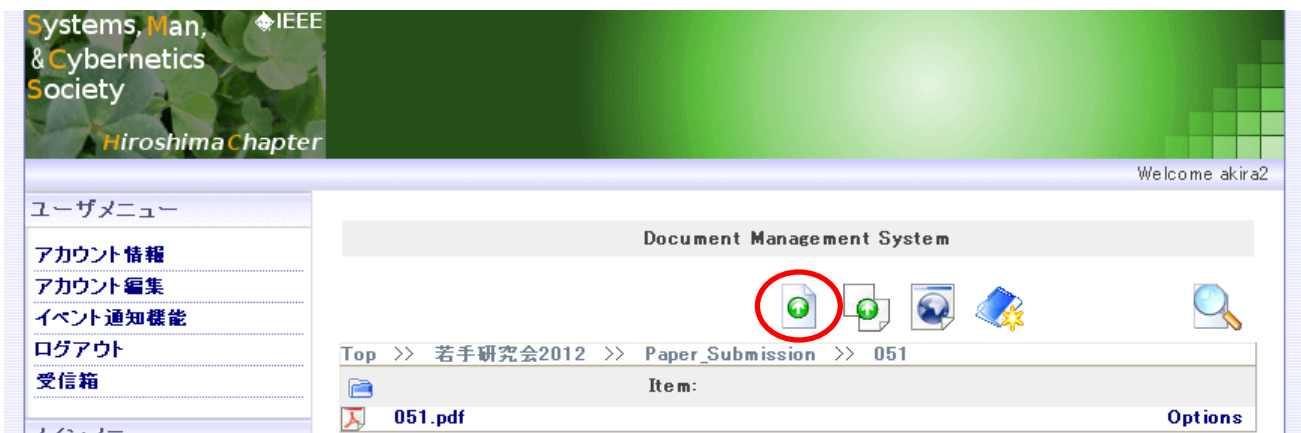 Systems, Man, IEEE
& Cybernetics
Society
Hiroshima Chapter
Welcome akira2
ユーザメニュー
アカウント情報
アカウント編集
イベント通知機能
ログアウト
受信箱
Document Management System
Top >> 若手研究会2012 >> Paper_Submission >> 051
Item:
051.pdf Options